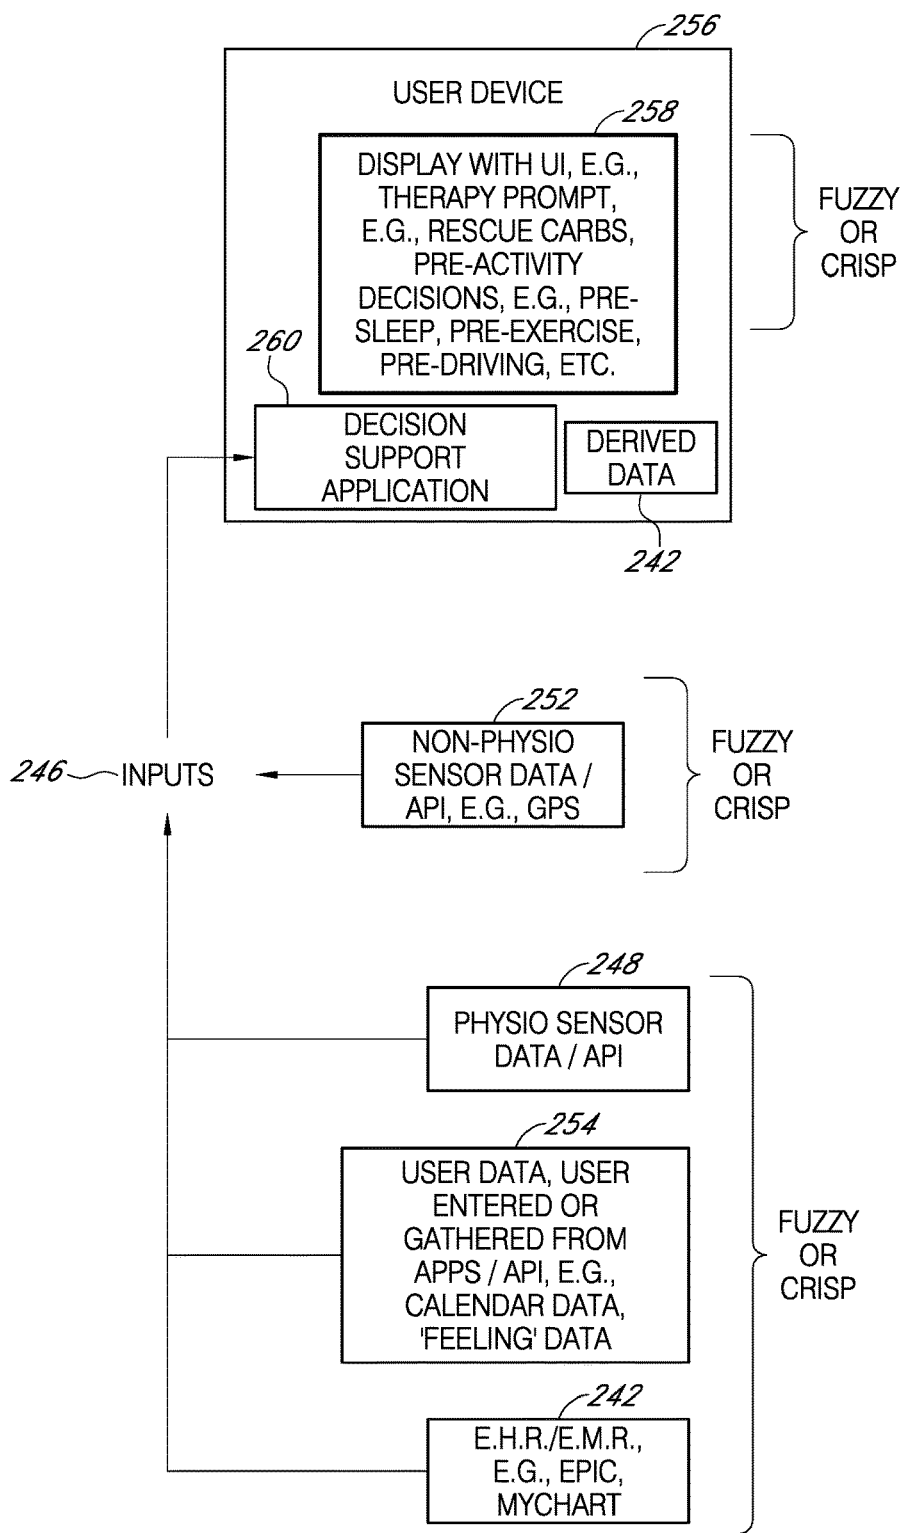 256
USER DEVICE
258
DISPLAY WITH UI, E.G.,
THERAPY PROMPT,
E.G., RESCUE CARBS,
PRE-ACTIVITY
DECISIONS, E.G., PRE-
SLEEP, PRE-EXERCISE,
PRE-DRIVING, ETC.
FUZZY
OR
CRISP
260
DECISION
SUPPORT
APPLICATION
DERIVED
DATA
242
252
NON-PHYSIO
SENSOR DATA /
API, E.G., GPS
FUZZY
OR
CRISP
246 INPUTS
248
PHYSIO SENSOR
DATA / API
254
USER DATA, USER
ENTERED OR
GATHERED FROM
APPS / API, E.G.,
CALENDAR DATA,
'FEELING' DATA
FUZZY
OR
CRISP
242
E.H.R./E.M.R.,
E.G., EPIC,
MYCHART